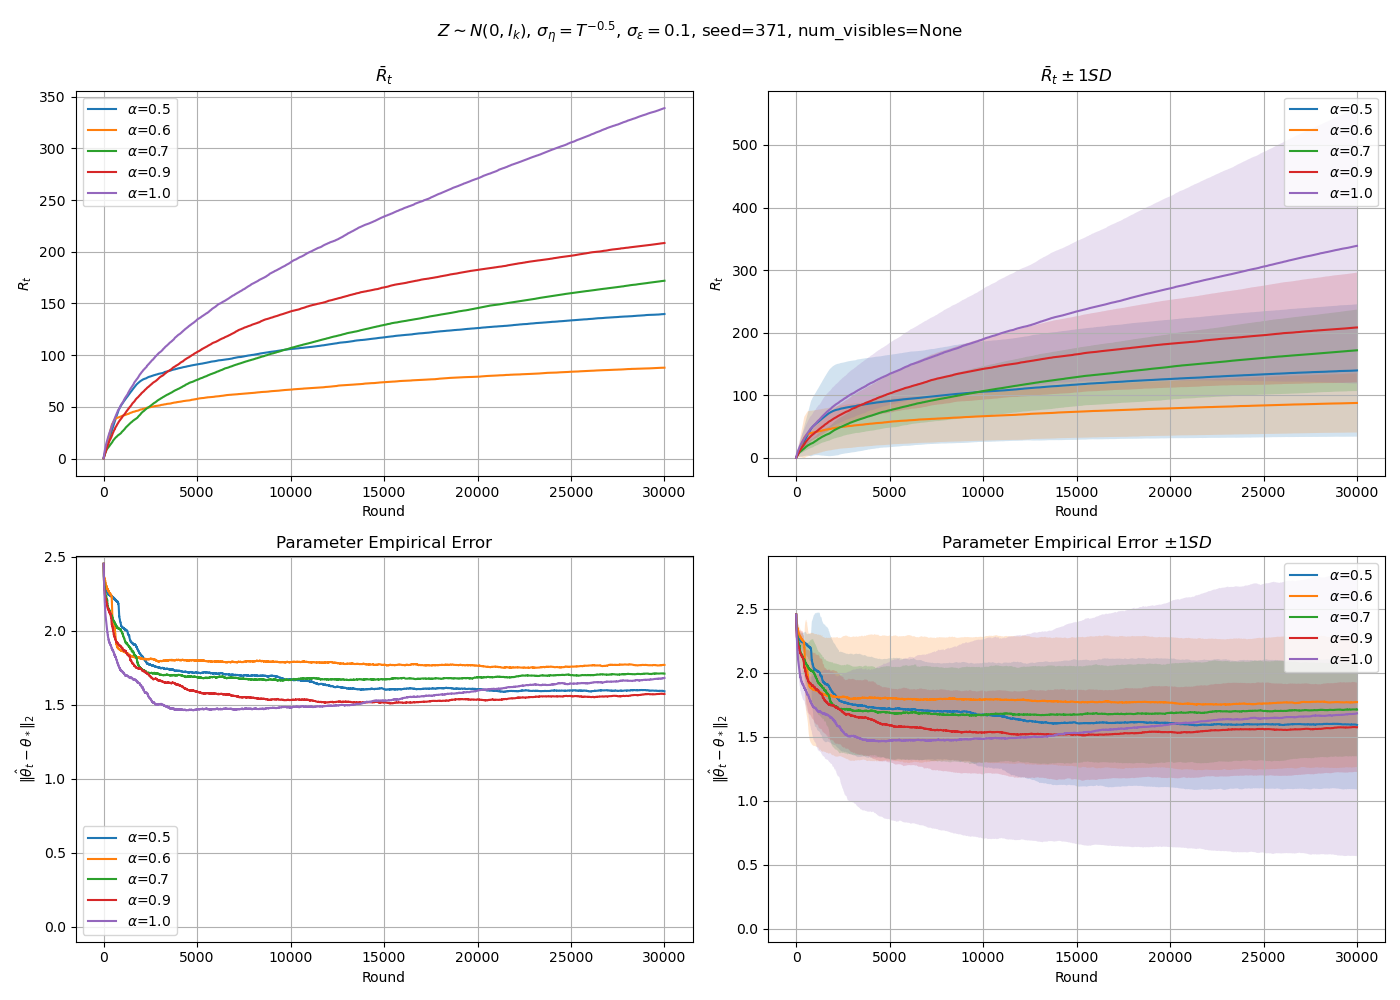 Z ~ N(0, I_k), σ_η = T^{-0.5}, σ_ε = 0.1, seed=371, num_visibles=None
R̄_t
R_t
350
300
250
200
150
100
50
0
α=0.5
α=0.6
α=0.7
α=0.9
α=1.0
0 5000 10000 15000 20000 25000 30000
Round
R̄_t ± 1SD
R_t
500
400
300
200
100
0
α=0.5
α=0.6
α=0.7
α=0.9
α=1.0
0 5000 10000 15000 20000 25000 30000
Round
Parameter Empirical Error
‖θ̂_t − θ_*‖_2
2.5
2.0
1.5
1.0
0.5
0.0
α=0.5
α=0.6
α=0.7
α=0.9
α=1.0
0 5000 10000 15000 20000 25000 30000
Round
Parameter Empirical Error ±1SD
‖θ̂_t − θ_*‖_2
2.5
2.0
1.5
1.0
0.5
0.0
α=0.5
α=0.6
α=0.7
α=0.9
α=1.0
0 5000 10000 15000 20000 25000 30000
Round